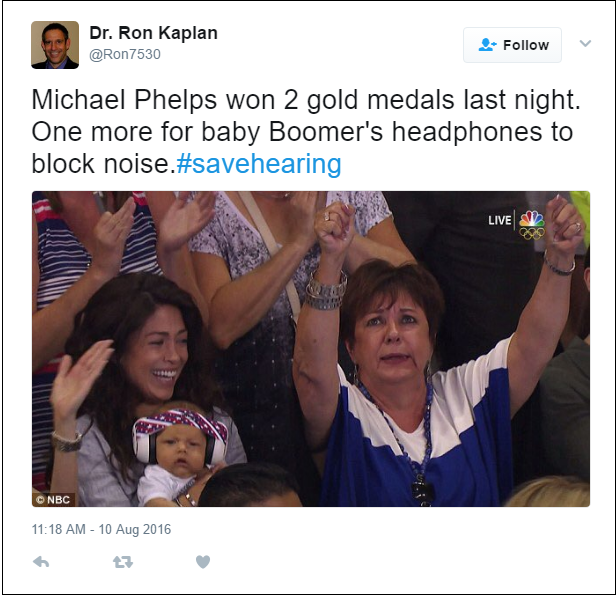 Dr. Ron Kaplan
@Ron7530
Follow
Michael Phelps won 2 gold medals last night.
One more for baby Boomer's headphones to
block noise.#savehearing
LIVE
© NBC
11:18 AM - 10 Aug 2016